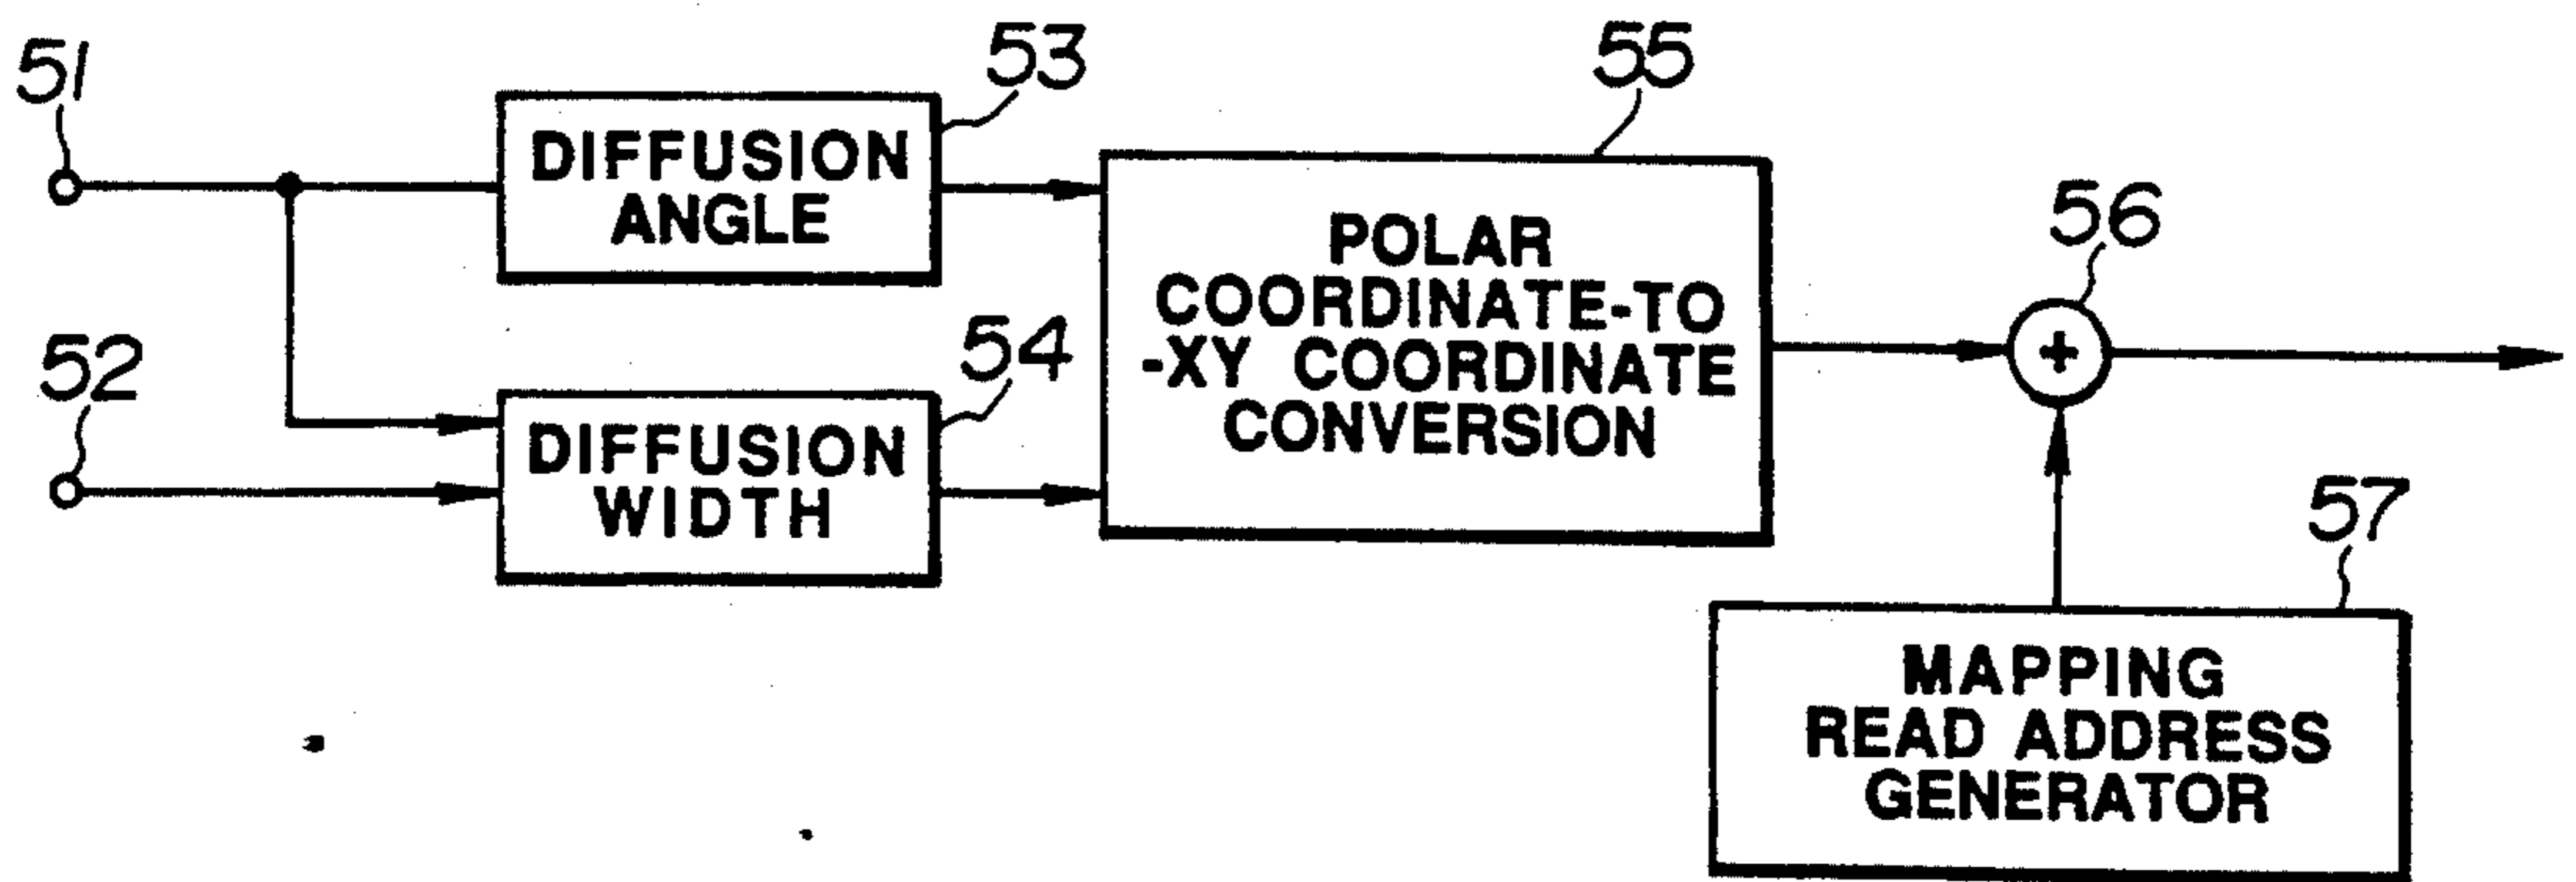 51
53
DIFFUSION
ANGLE
55
POLAR
COORDINATE-TO
-XY COORDINATE
CONVERSION
56
+
52
54
DIFFUSION
WIDTH
57
MAPPING
READ ADDRESS
GENERATOR